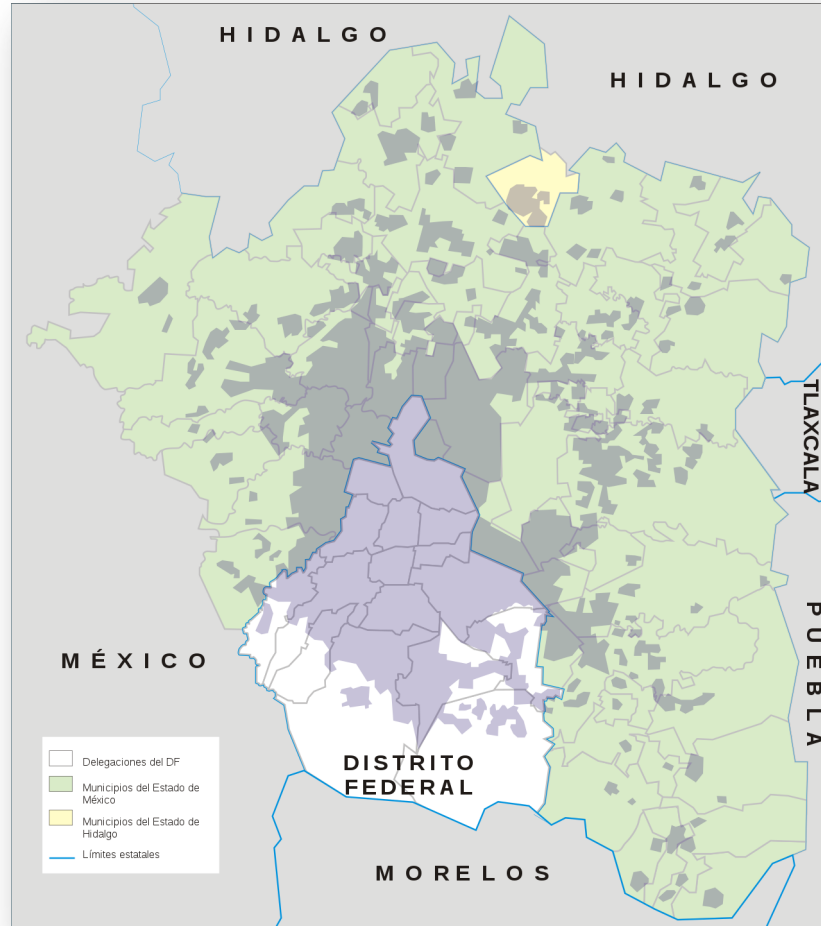 HIDALGO
HIDALGO
TLAXCALA
PUEBLA
MÉXICO
DISTRITO
FEDERAL
MORELOS
Delegaciones del DF
Municipios del Estado de
México
Municipios del Estado de
Hidalgo
Límites estatales